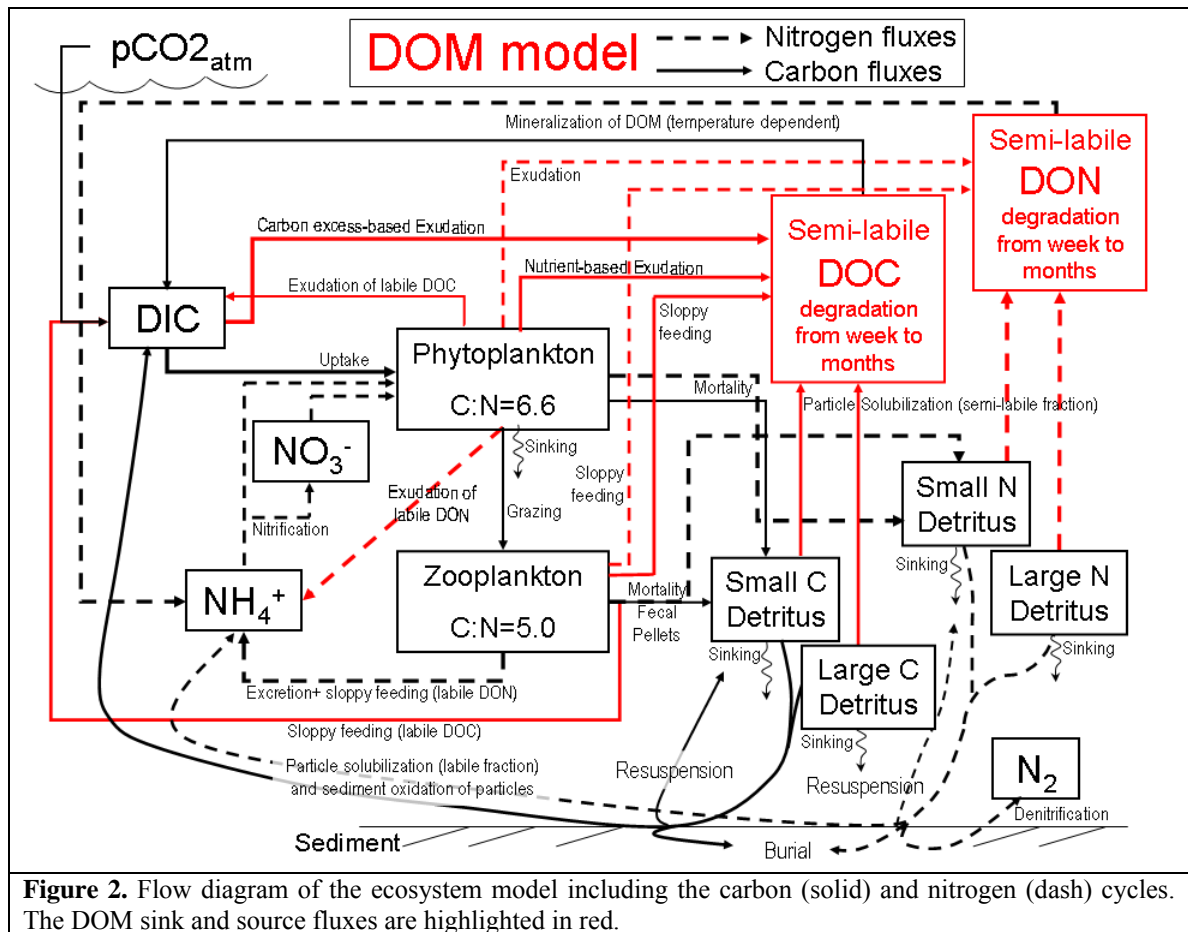 pCO2atm
DOM model
Nitrogen fluxes
Carbon fluxes
Mineralization of DOM (temperature dependent)
Semi-labile
DON
degradation
from week to
months
Exudation
Semi-labile
DOC
degradation
from week to
months
Carbon excess-based Exudation
Nutrient-based Exudation
Exudation of labile DOC
Sloppy
feeding
DIC
Uptake
Phytoplankton
C:N=6.6
Mortality
Particle Solubilization (semi-labile fraction)
NO3-
Sinking
Sloppy
feeding
Exudation of
labile DON
Grazing
Nitrification
Small N
Detritus
Sinking
NH4+
Zooplankton
C:N=5.0
Mortality
Fecal
Pellets
Small C
Detritus
Large N
Detritus
Sinking
Sinking
Large C
Detritus
Sinking
Excretion+ sloppy feeding (labile DON)
Sloppy feeding (labile DOC)
Particle solubilization (labile fraction)
and sediment oxidation of particles
Resuspension
Resuspension
N2
Denitrification
Sediment
Burial
Figure 2. Flow diagram of the ecosystem model including the carbon (solid) and nitrogen (dash) cycles.
The DOM sink and source fluxes are highlighted in red.